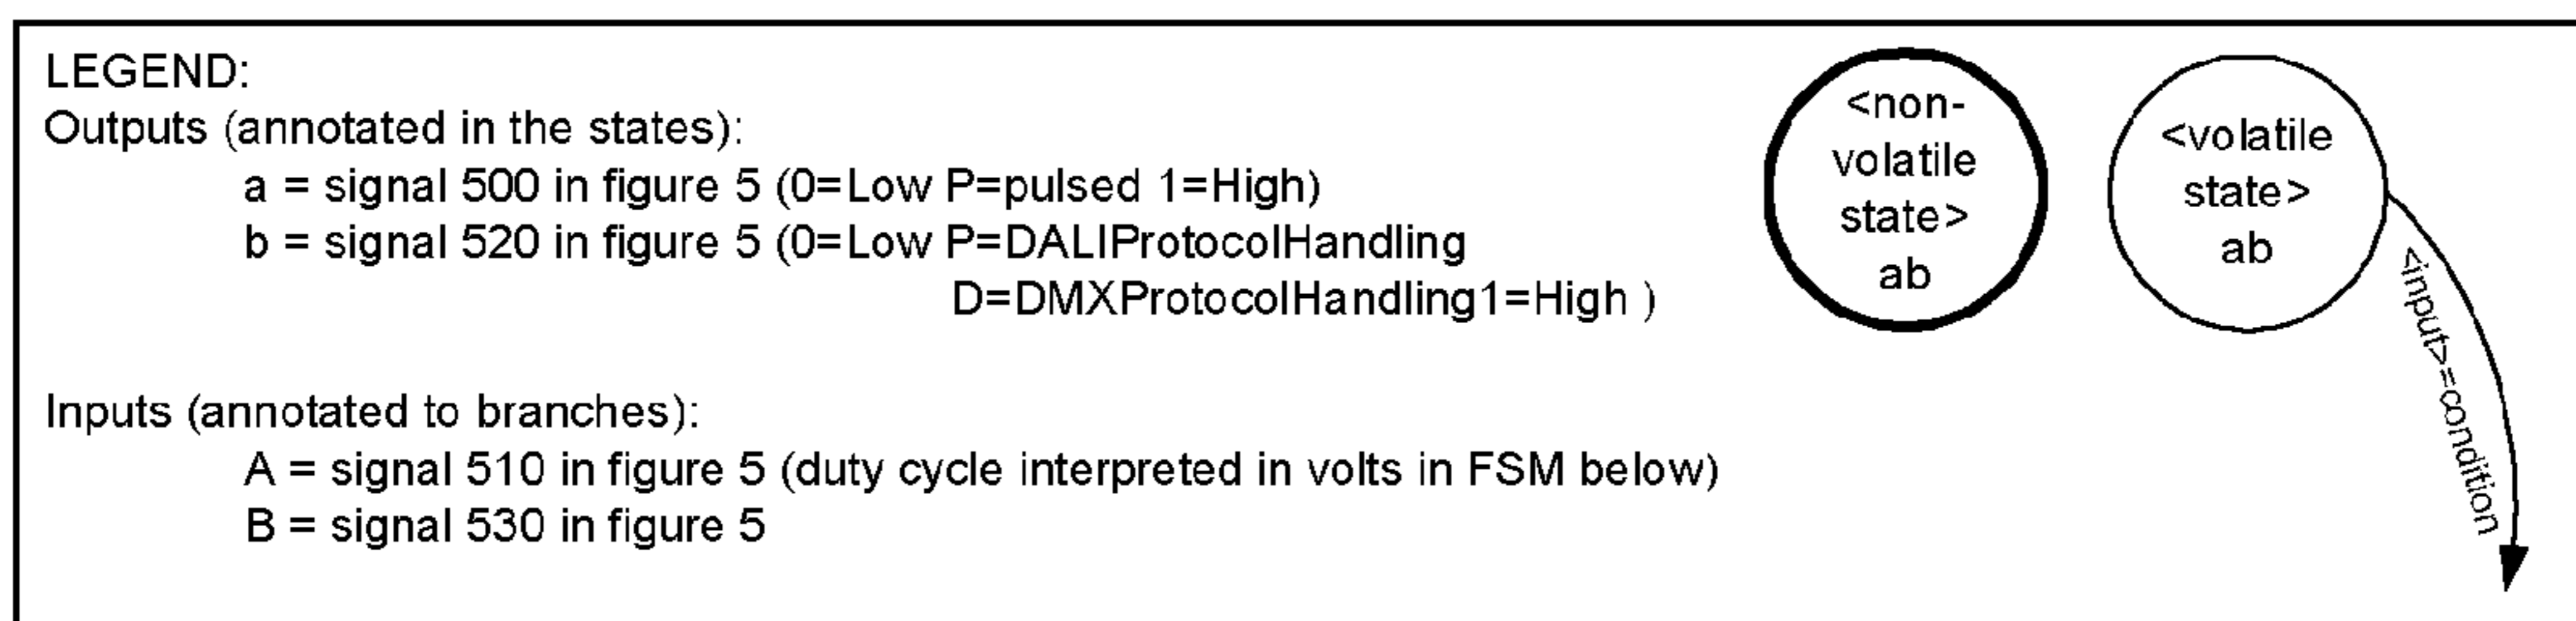 LEGEND:
Outputs (annotated in the states):
a = signal 500 in figure 5 (0=Low P=pulsed 1=High)
b = signal 520 in figure 5 (0=Low P=DALIProtocolHandling
D=DMXProtocolHandling1=High )
Inputs (annotated to branches):
A = signal 510 in figure 5 (duty cycle interpreted in volts in FSM below)
B = signal 530 in figure 5
<non-
volatile
state>
ab
<volatile
state>
ab
<input>=condition